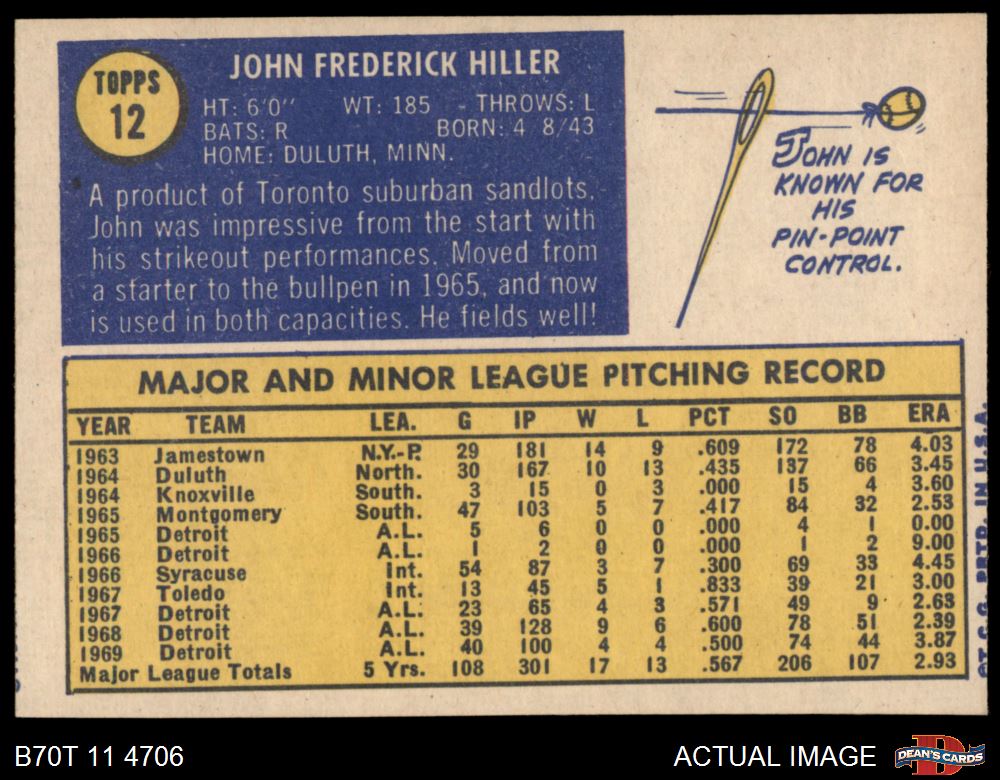 TOPPS
12
JOHN FREDERICK HILLER
HT: 6'0" WT: 185 - THROWS: L
BATS: R BORN: 4 8/43
HOME: DULUTH, MINN.
A product of Toronto suburban sandlots,
John was impressive from the start with
his strikeout performances. Moved from
a starter to the bullpen in 1965, and now
is used in both capacities. He fields well!
JOHN IS
KNOWN FOR
HIS
PIN-POINT
CONTROL.
MAJOR AND MINOR LEAGUE PITCHING RECORD
YEAR TEAM LEA. G IP W L PCT SO BB ERA
1963 Jamestown N.Y.-P. 29 181 14 9 .609 172 78 4.03
1964 Duluth North. 30 167 10 13 .435 137 66 3.45
1964 Knoxville South. 3 15 0 3 .000 15 4 3.60
1965 Montgomery South. 47 103 5 7 .417 84 32 2.53
1965 Detroit A.L. 5 6 0 0 .000 4 1 0.00
1966 Detroit A.L. 1 2 0 0 .000 1 2 9.00
1966 Syracuse Int. 54 87 3 7 .300 69 33 4.45
1967 Toledo Int. 13 45 5 1 .833 39 21 3.00
1967 Detroit A.L. 23 65 4 3 .571 49 9 2.63
1968 Detroit A.L. 39 128 9 6 .600 78 51 2.39
1969 Detroit A.L. 40 100 4 4 .500 74 44 3.87
Major League Totals 5 Yrs. 108 301 17 13 .567 206 107 2.93
T.C.G. PRTD. IN U.S.A.
B70T 11 4706
ACTUAL IMAGE
DEAN'S CARDS